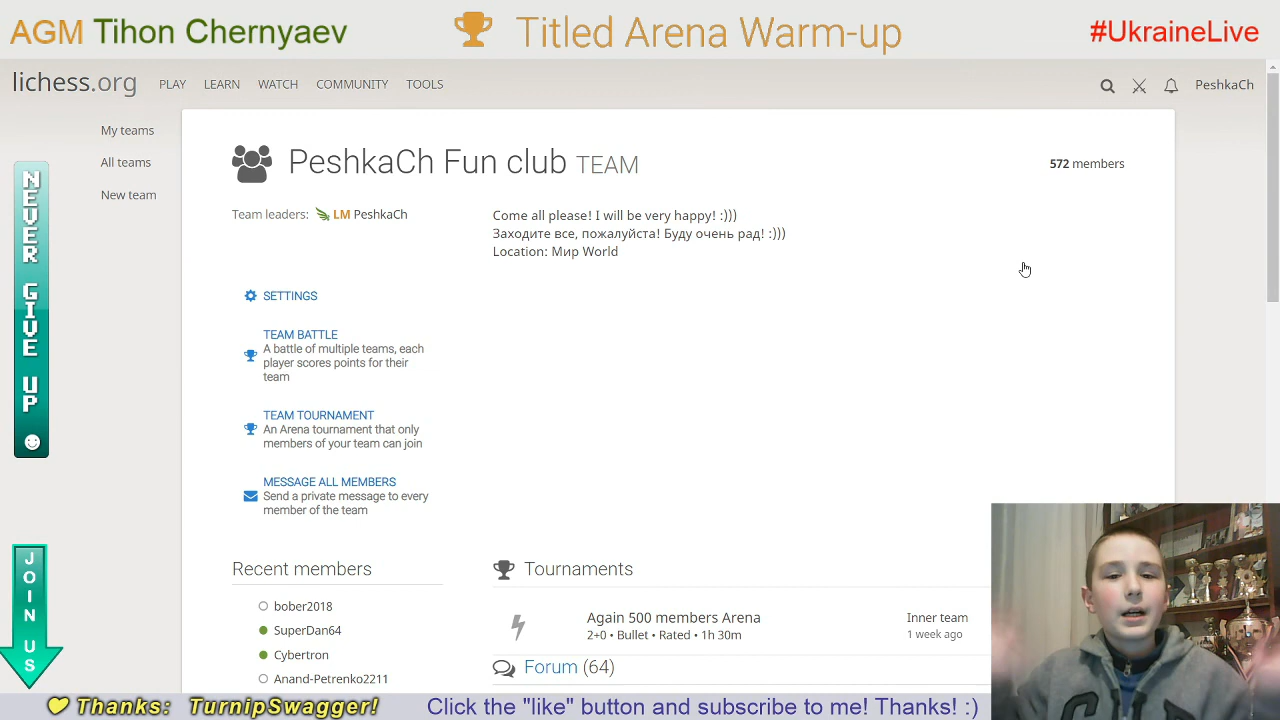 AGM Tihon Chernyaev
Titled Arena Warm-up
#UkraineLive
lichess.org
PLAY
LEARN
WATCH
COMMUNITY
TOOLS
PeshkaCh
My teams
All teams
New team
NEVER GIVE UP
JOIN US
PeshkaCh Fun club TEAM
572 members
Team leaders: LM PeshkaCh
Come all please! I will be very happy! :)))
Заходите все, пожалуйста! Буду очень рад! :)))
Location: Мир World
SETTINGS
TEAM BATTLE
A battle of multiple teams, each
player scores points for their
team
TEAM TOURNAMENT
An Arena tournament that only
members of your team can join
MESSAGE ALL MEMBERS
Send a private message to every
member of the team
Recent members
bober2018
SuperDan64
Cybertron
Anand-Petrenko2211
Tournaments
Again 500 members Arena
2+0 • Bullet • Rated • 1h 30m
Inner team
1 week ago
Forum (64)
Thanks: TurnipSwagger!
Click the "like" button and subscribe to me! Thanks! :)